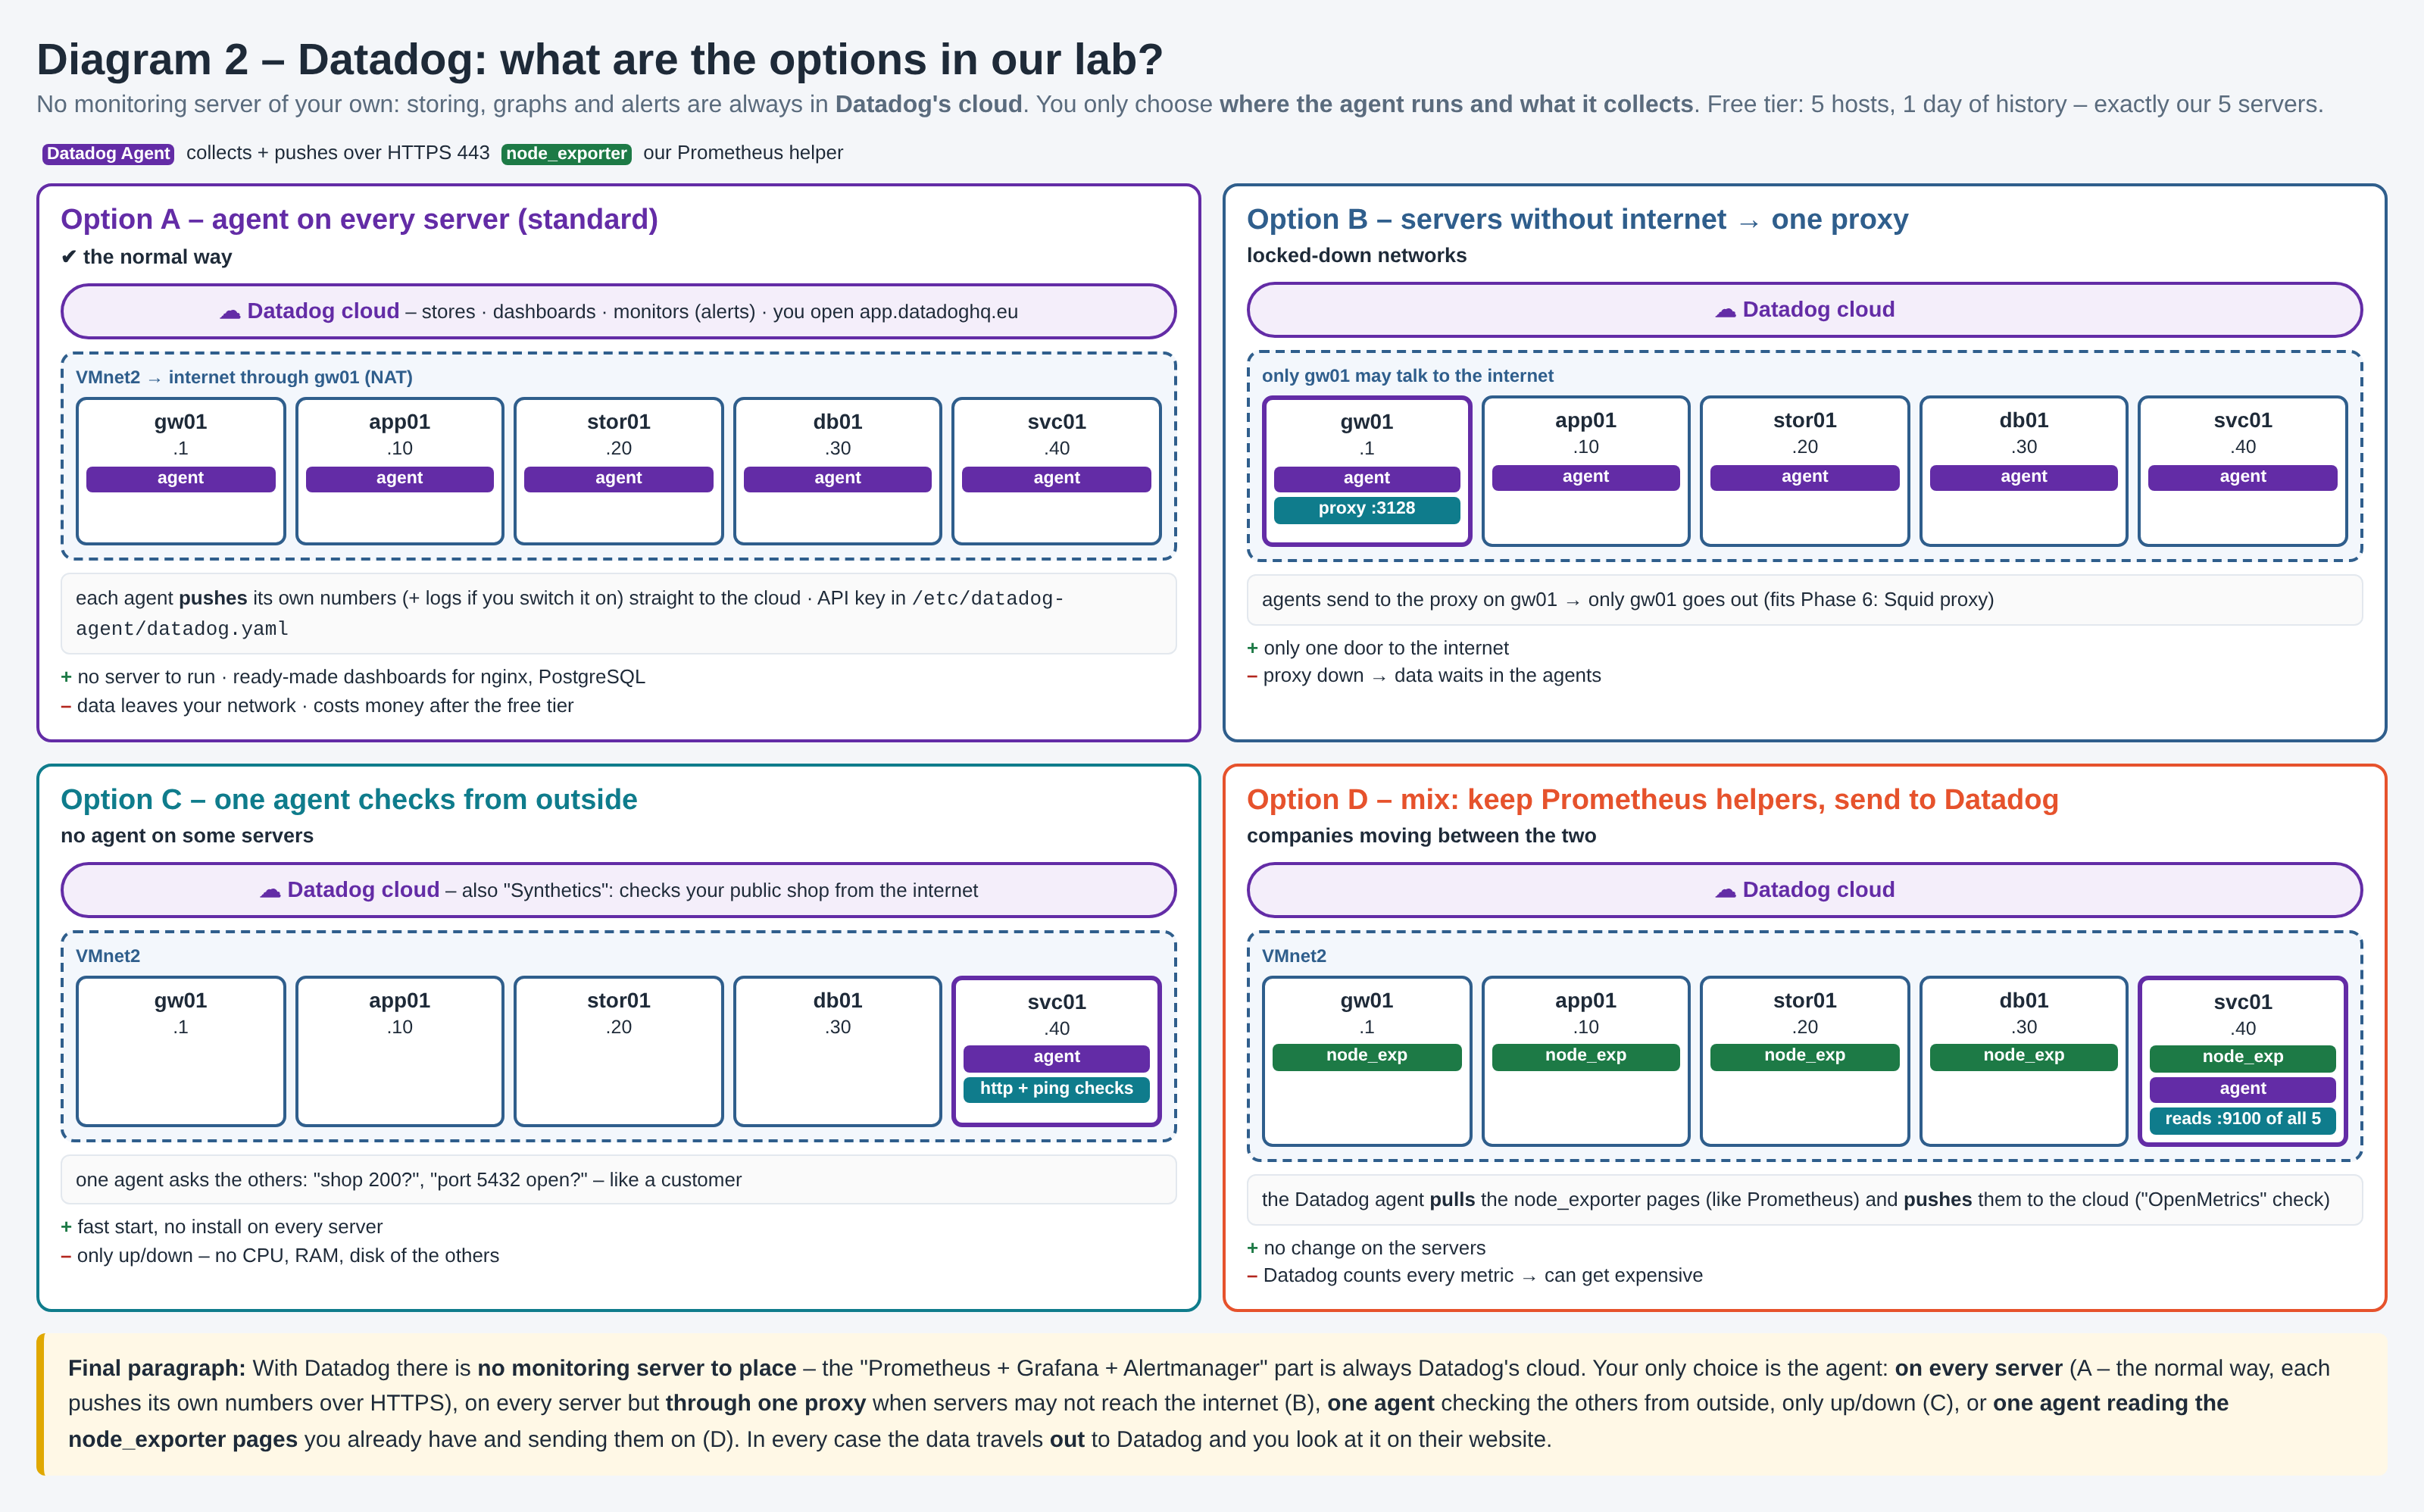 Diagram 2 – Datadog: what are the options in our lab?
No monitoring server of your own: storing, graphs and alerts are always in Datadog's cloud. You only choose where the agent runs and what it collects. Free tier: 5 hosts, 1 day of history – exactly our 5 servers.
Datadog Agent collects + pushes over HTTPS 443 node_exporter our Prometheus helper
Option A – agent on every server (standard)
✔ the normal way
☁ Datadog cloud – stores · dashboards · monitors (alerts) · you open app.datadoghq.eu
VMnet2 → internet through gw01 (NAT)
gw01
.1
agent
app01
.10
agent
stor01
.20
agent
db01
.30
agent
svc01
.40
agent
each agent pushes its own numbers (+ logs if you switch it on) straight to the cloud · API key in /etc/datadog-
agent/datadog.yaml
+ no server to run · ready-made dashboards for nginx, PostgreSQL
– data leaves your network · costs money after the free tier
Option B – servers without internet → one proxy
locked-down networks
☁ Datadog cloud
only gw01 may talk to the internet
gw01
.1
agent
proxy :3128
app01
.10
agent
stor01
.20
agent
db01
.30
agent
svc01
.40
agent
agents send to the proxy on gw01 → only gw01 goes out (fits Phase 6: Squid proxy)
+ only one door to the internet
– proxy down → data waits in the agents
Option C – one agent checks from outside
no agent on some servers
☁ Datadog cloud – also "Synthetics": checks your public shop from the internet
VMnet2
gw01
.1
app01
.10
stor01
.20
db01
.30
svc01
.40
agent
http + ping checks
one agent asks the others: "shop 200?", "port 5432 open?" – like a customer
+ fast start, no install on every server
– only up/down – no CPU, RAM, disk of the others
Option D – mix: keep Prometheus helpers, send to Datadog
companies moving between the two
☁ Datadog cloud
VMnet2
gw01
.1
node_exp
app01
.10
node_exp
stor01
.20
node_exp
db01
.30
node_exp
svc01
.40
node_exp
agent
reads :9100 of all 5
the Datadog agent pulls the node_exporter pages (like Prometheus) and pushes them to the cloud ("OpenMetrics" check)
+ no change on the servers
– Datadog counts every metric → can get expensive
Final paragraph: With Datadog there is no monitoring server to place – the "Prometheus + Grafana + Alertmanager" part is always Datadog's cloud. Your only choice is the agent: on every server (A – the normal way, each
pushes its own numbers over HTTPS), on every server but through one proxy when servers may not reach the internet (B), one agent checking the others from outside, only up/down (C), or one agent reading the
node_exporter pages you already have and sending them on (D). In every case the data travels out to Datadog and you look at it on their website.